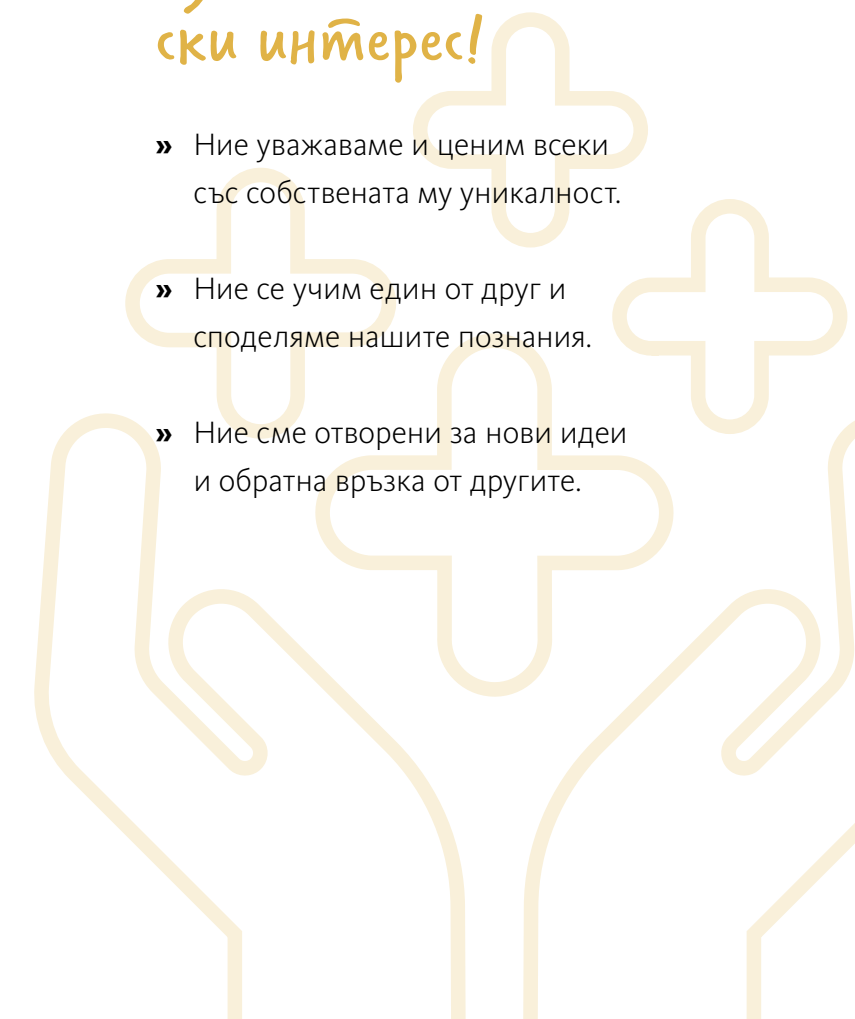 ски интерес!
» Ние уважаваме и ценим всеки
със собствената му уникалност.
» Ние се учим един от друг и
споделяме нашите познания.
» Ние сме отворени за нови идеи
и обратна връзка от другите.